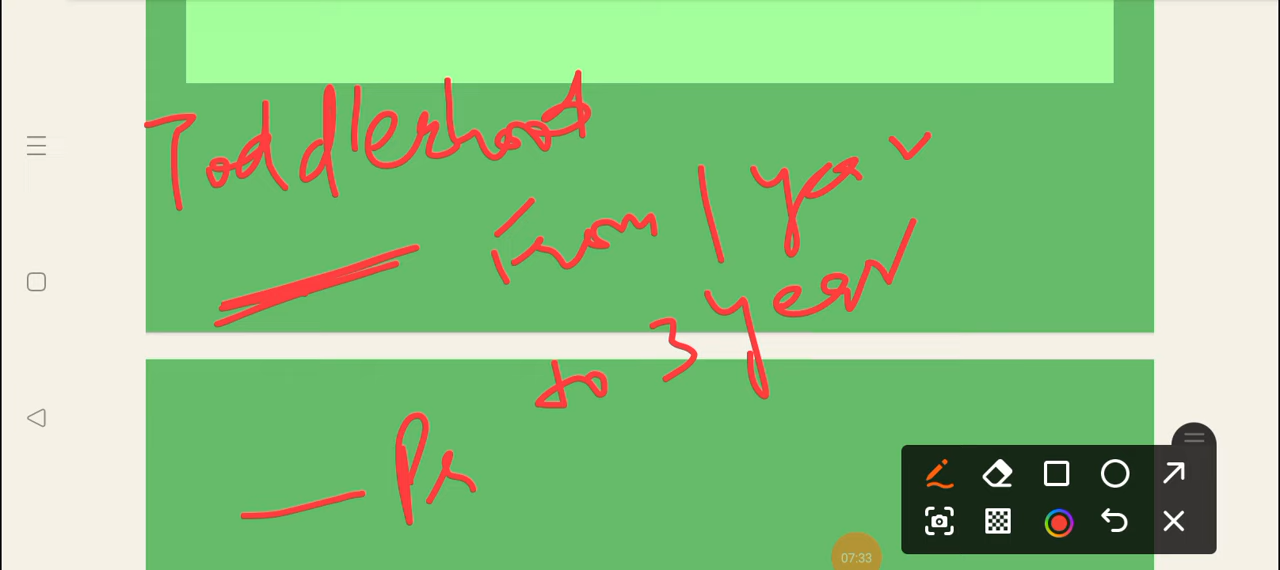 Toddlerhood
From 1 year
to 3 year
— Pr
07:33